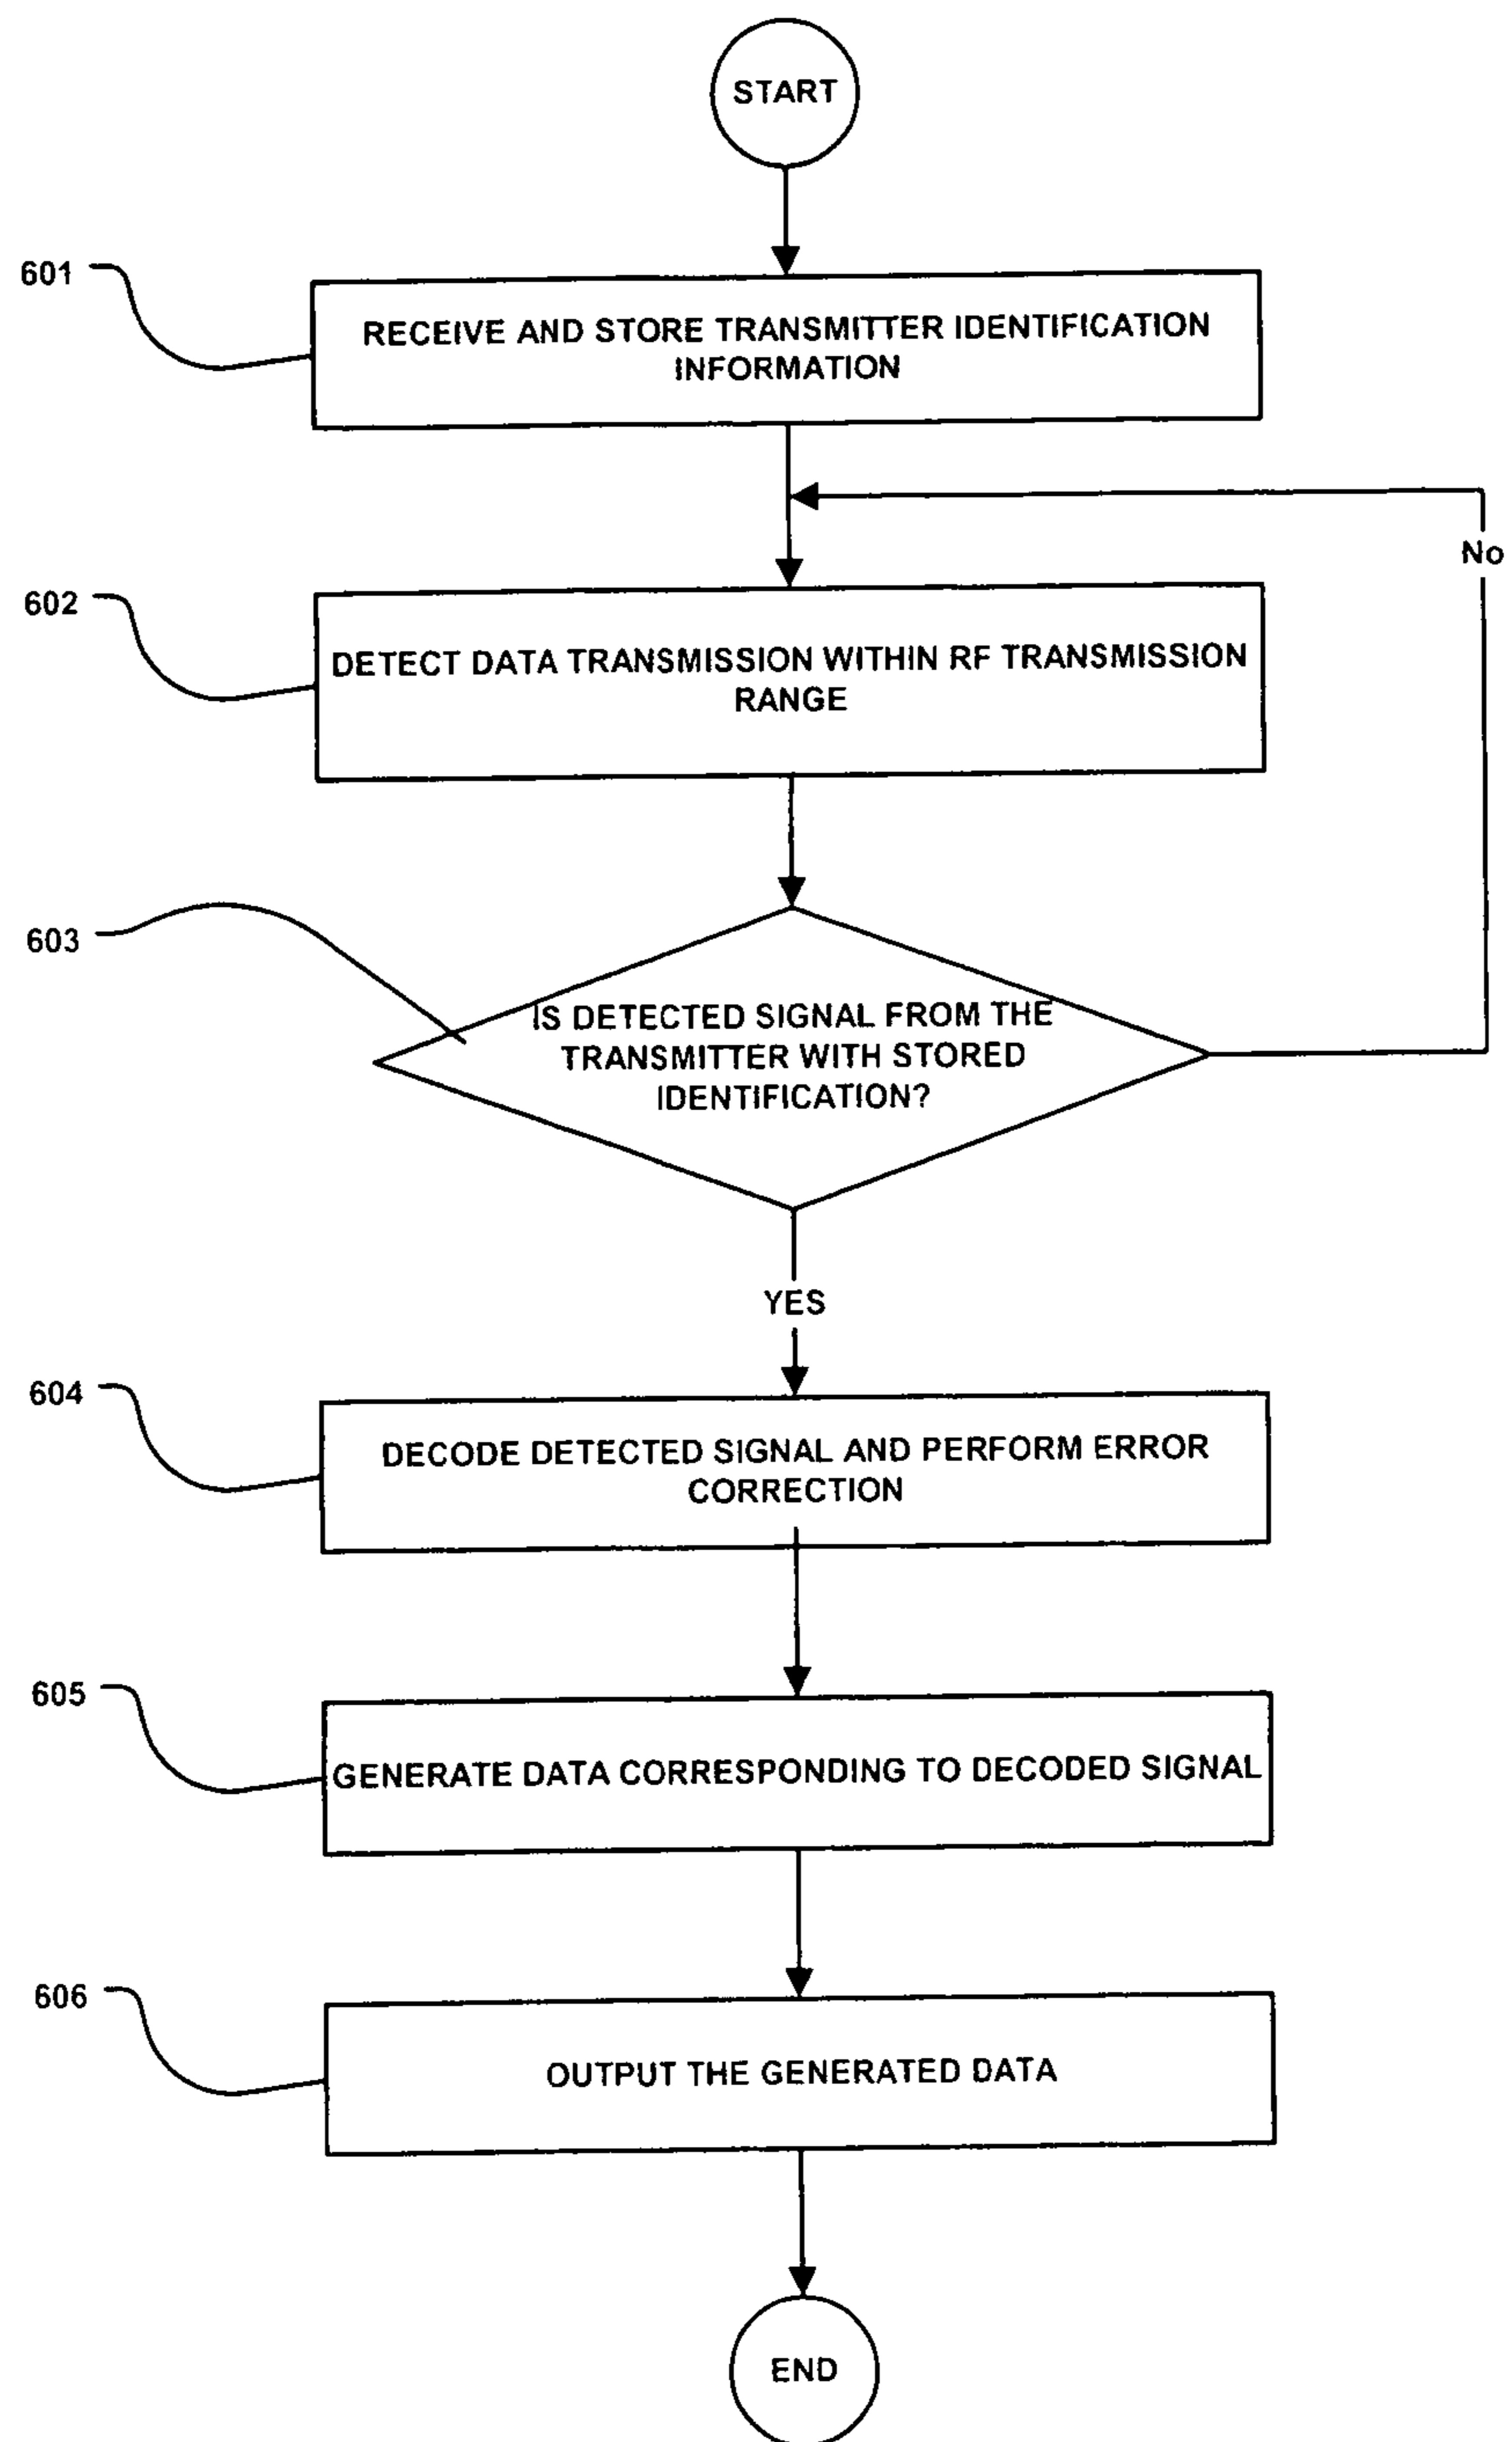 START
601
RECEIVE AND STORE TRANSMITTER IDENTIFICATION
INFORMATION
No
602
DETECT DATA TRANSMISSION WITHIN RF TRANSMISSION
RANGE
603
IS DETECTED SIGNAL FROM THE
TRANSMITTER WITH STORED
IDENTIFICATION?
YES
604
DECODE DETECTED SIGNAL AND PERFORM ERROR
CORRECTION
605
GENERATE DATA CORRESPONDING TO DECODED SIGNAL
606
OUTPUT THE GENERATED DATA
END